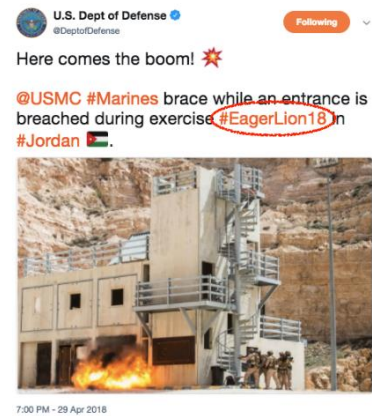 U.S. Dept of Defense
@DeptofDefense
Following
Here comes the boom! 💥
@USMC #Marines brace while an entrance is
breached during exercise #EagerLion18 in
#Jordan 🇯🇴.
7:00 PM - 29 Apr 2018